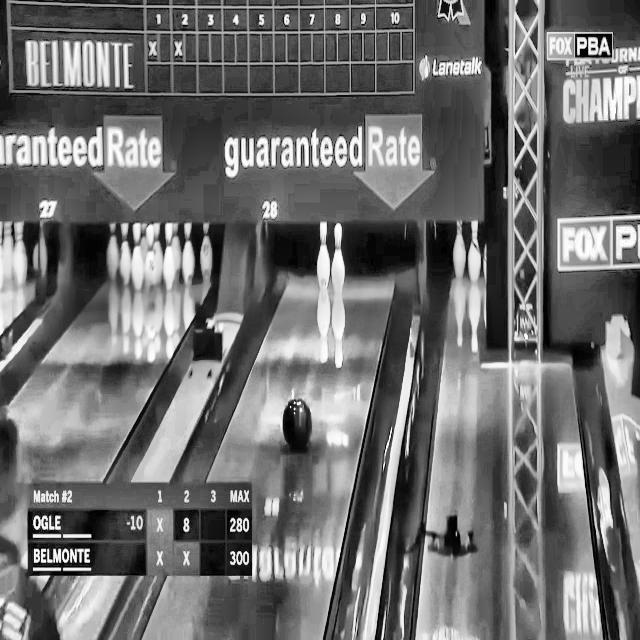 1 2 3 4 5 6 7 8 9 10
BELMONTE X X
Lanetalk
FOX PBA
LIVE
CHAMP
guaranteed Rate
guaranteed Rate
27
28
FOX P
Match #2 1 2 3 MAX
OGLE -10 X 8 280
BELMONTE X X 300